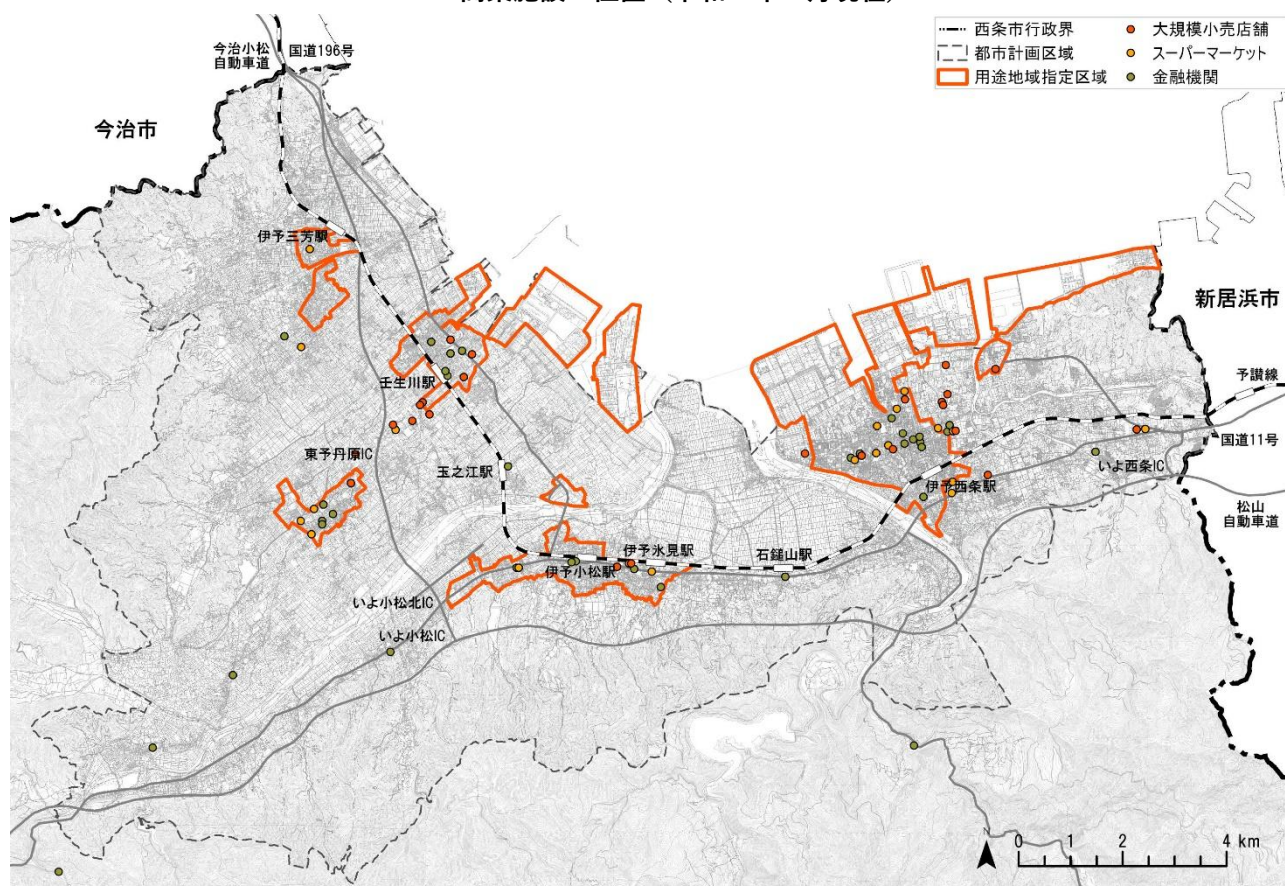 西条市行政界
大規模小売店舗
都市計画区域
スーパーマーケット
用途地域指定区域
金融機関
今治小松
自動車道
国道196号
今治市
伊予三芳駅
新居浜市
壬生川駅
予讃線
国道11号
東予丹原IC
玉之江駅
いよ西条IC
伊予西条駅
松山
自動車道
伊予氷見駅
石鎚山駅
伊予小松駅
いよ小松北IC
いよ小松IC
0 1 2 4 km